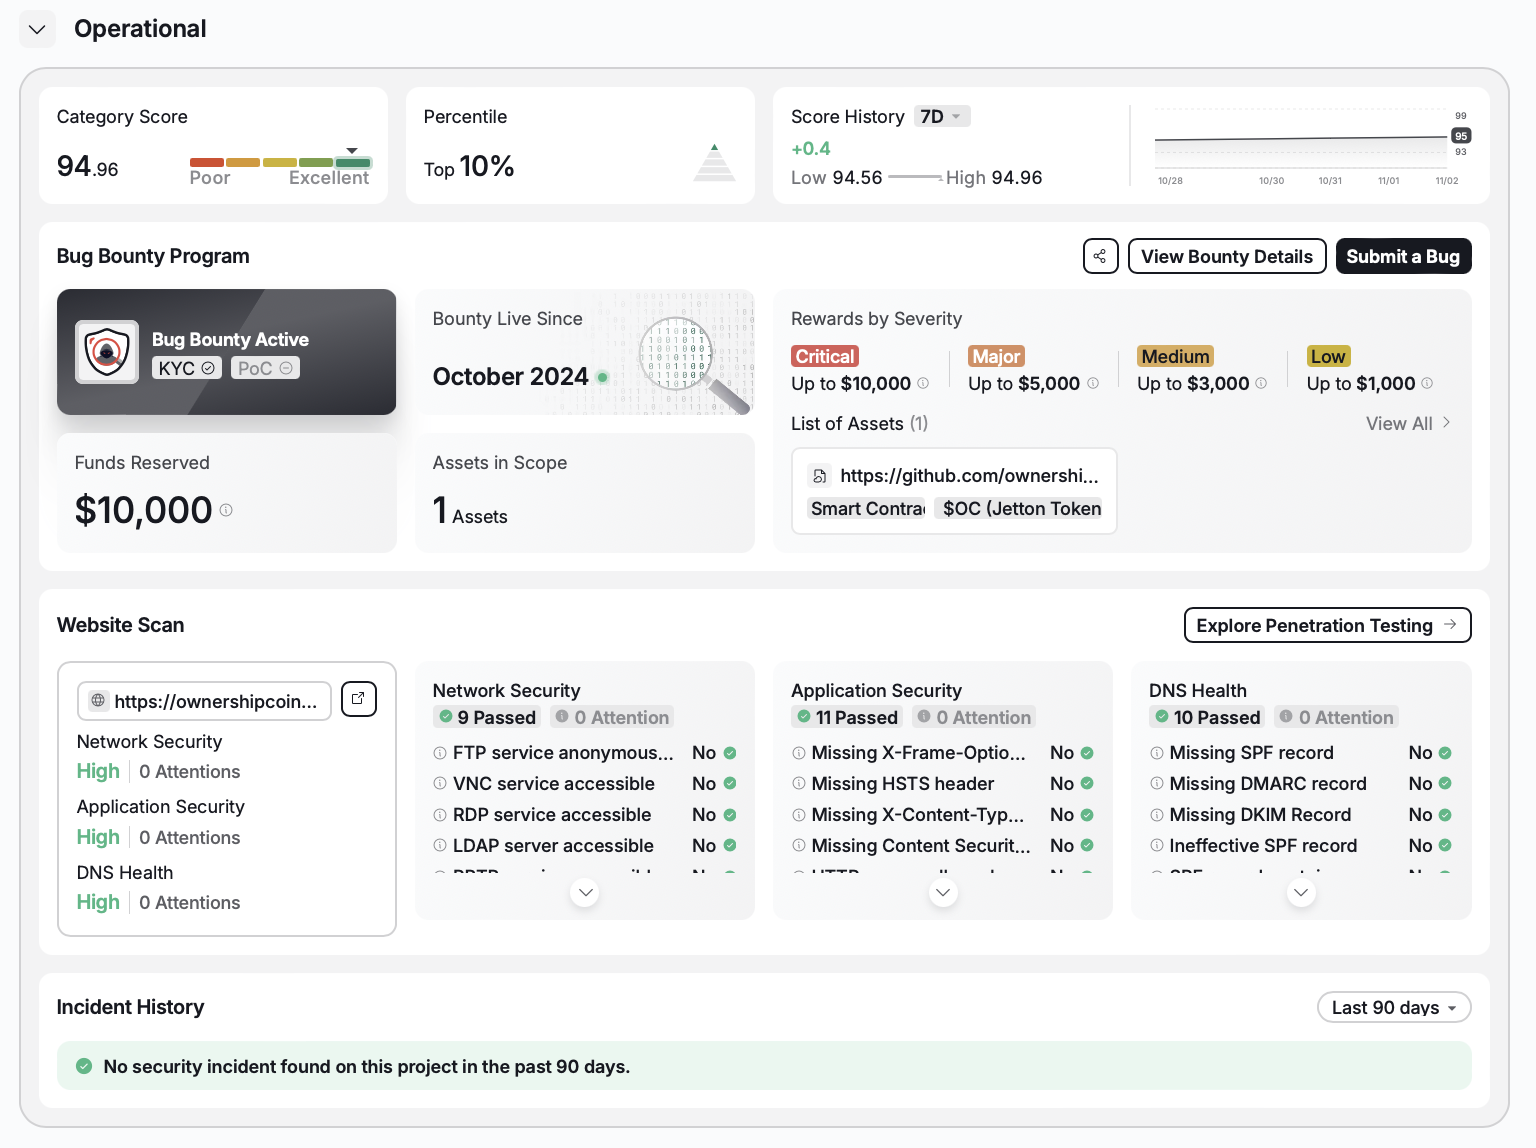 Operational
Category Score
94.96
Poor Excellent
Percentile
Top 10%
Score History 7D
+0.4
Low 94.56 High 94.96
99
95
93
10/28 10/30 10/31 11/01 11/02
Bug Bounty Program
View Bounty Details
Submit a Bug
Bug Bounty Active
KYC PoC
Bounty Live Since
October 2024
Funds Reserved
$10,000
Assets in Scope
1 Assets
Rewards by Severity
Critical Major Medium Low
Up to $10,000 Up to $5,000 Up to $3,000 Up to $1,000
List of Assets (1) View All
https://github.com/ownershi...
Smart Contra $OC (Jetton Token
Website Scan
Explore Penetration Testing
https://ownershipcoin...
Network Security
High 0 Attentions
Application Security
High 0 Attentions
DNS Health
High 0 Attentions
Network Security
9 Passed 0 Attention
FTP service anonymous... No
VNC service accessible No
RDP service accessible No
LDAP server accessible No
Application Security
11 Passed 0 Attention
Missing X-Frame-Optio... No
Missing HSTS header No
Missing X-Content-Typ... No
Missing Content Securit... No
DNS Health
10 Passed 0 Attention
Missing SPF record No
Missing DMARC record No
Missing DKIM Record No
Ineffective SPF record No
Incident History
Last 90 days
No security incident found on this project in the past 90 days.